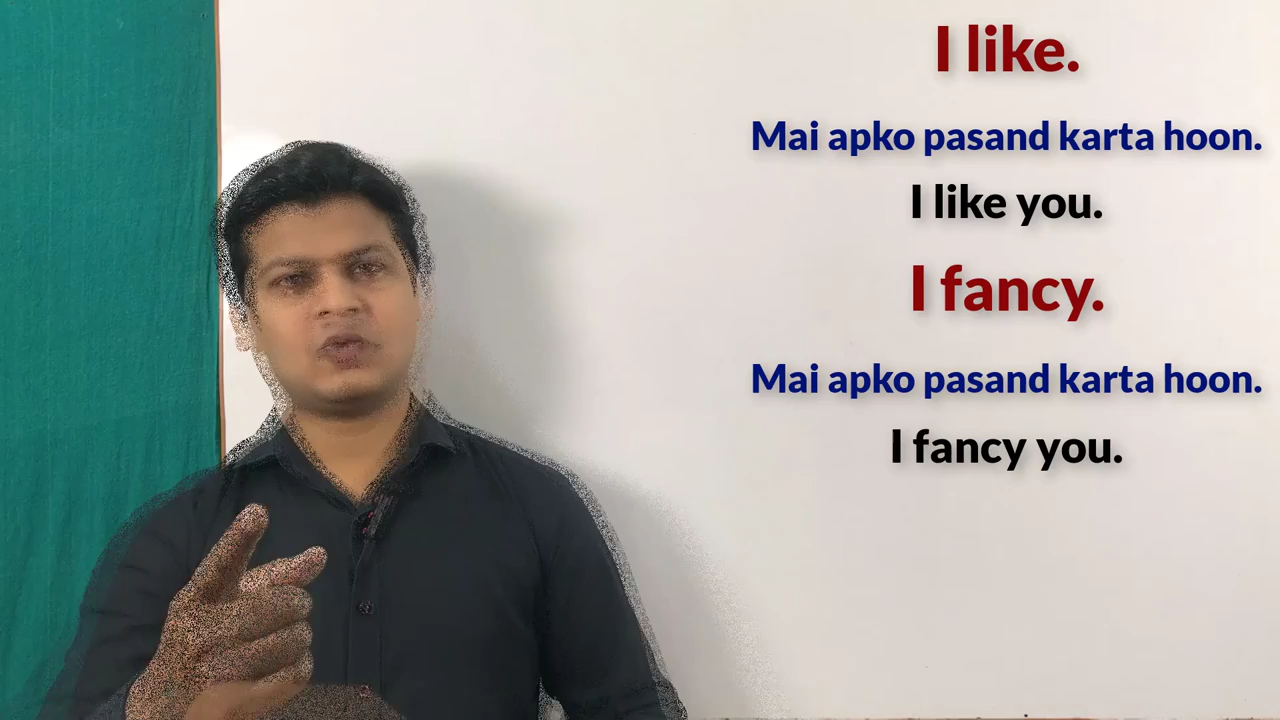 I like.
Mai apko pasand karta hoon.
I like you.
I fancy.
Mai apko pasand karta hoon.
I fancy you.